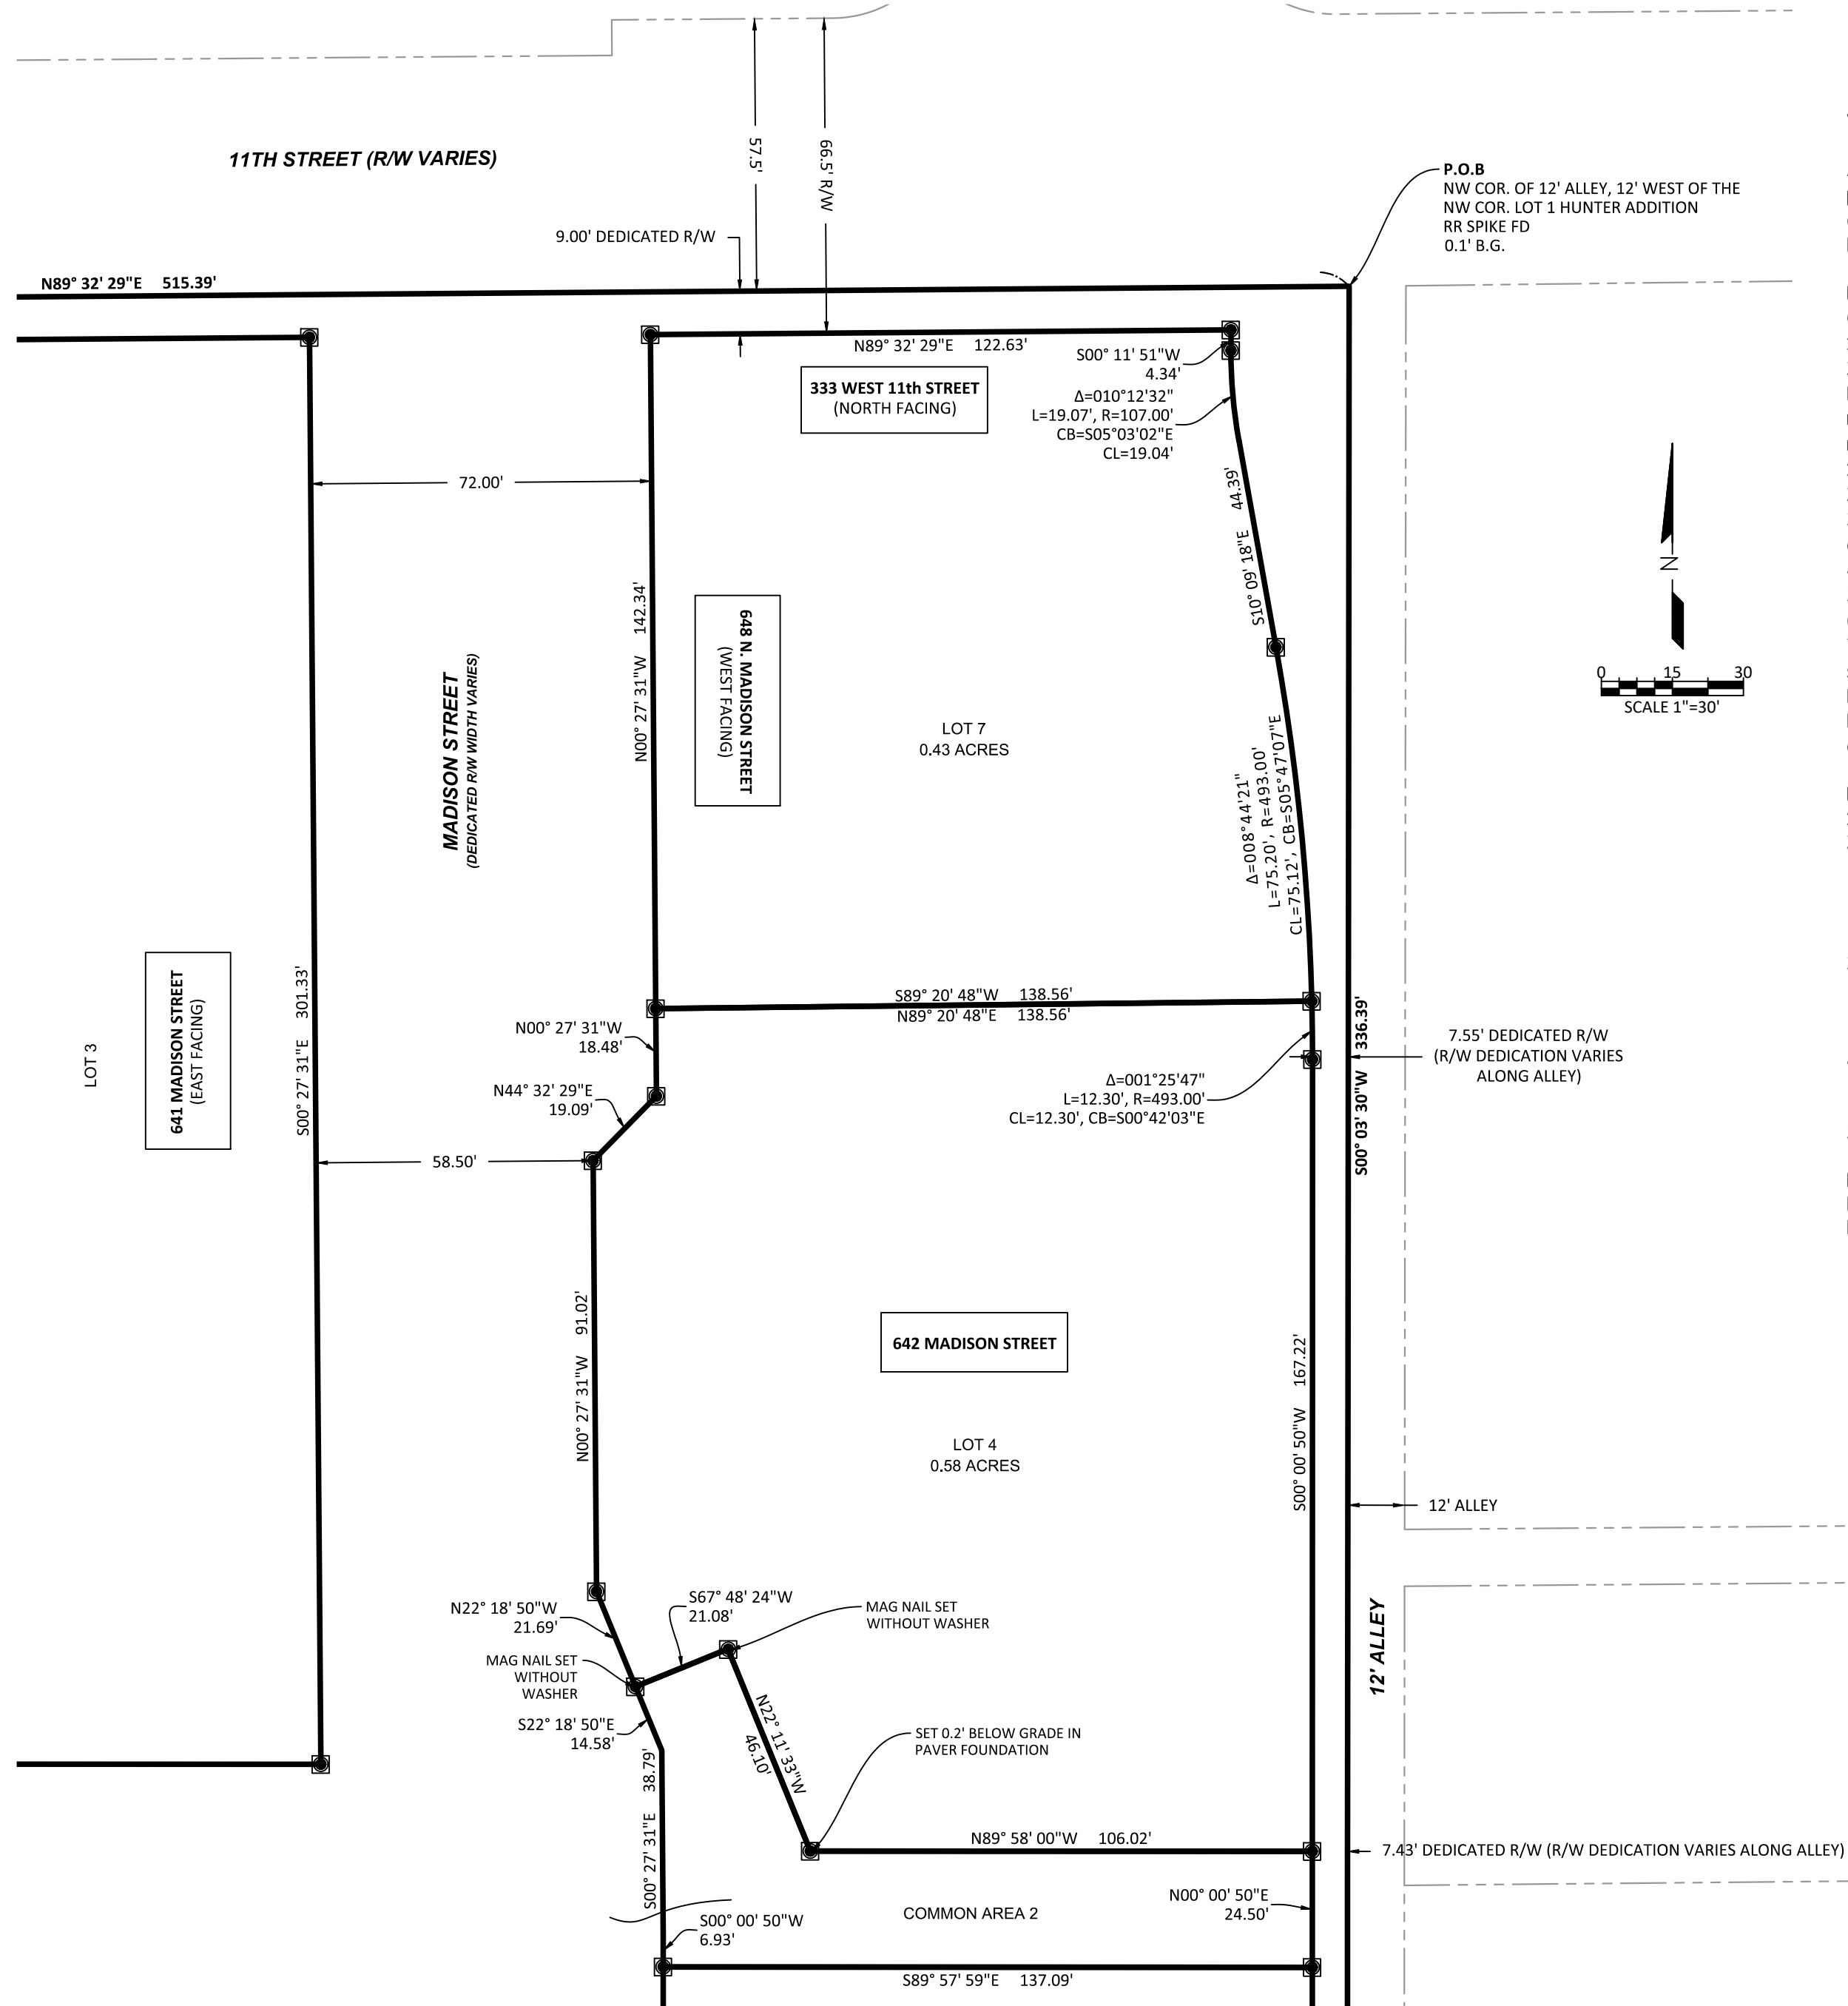 57.5'
66.5' R/W
11TH STREET (R/W VARIES)
P.O.B
NW COR. OF 12' ALLEY, 12' WEST OF THE
NW COR. LOT 1 HUNTER ADDITION
RR SPIKE FD
0.1' B.G.
9.00' DEDICATED R/W
N89° 32' 29"E 515.39'
N89° 32' 29"E 122.63'
S00° 11' 51"W
4.34'
333 WEST 11th STREET
(NORTH FACING)
Δ=010°12'32"
L=19.07', R=107.00'
CB=S05°03'02"E
CL=19.04'
72.00'
S10° 09' 18"E 44.39'
N
N00° 27' 31"W 142.34'
648 N. MADISON STREET
(WEST FACING)
MADISON STREET
(DEDICATED R/W WIDTH VARIES)
0 15 30
SCALE 1"=30'
LOT 7
0.43 ACRES
Δ=008°44'21"
L=75.20', R=493.00'
CL=75.12', CB=S05°47'07"E
LOT 3
641 MADISON STREET
(EAST FACING)
S00° 27' 31"E 301.33'
S89° 20' 48"W 138.56'
N89° 20' 48"E 138.56'
N00° 27' 31"W
18.48'
N44° 32' 29"E
19.09'
58.50'
Δ=001°25'47"
L=12.30', R=493.00'
CL=12.30', CB=S00°42'03"E
S00° 03' 30"W 336.39'
7.55' DEDICATED R/W
(R/W DEDICATION VARIES
ALONG ALLEY)
N00° 27' 31"W 91.02'
642 MADISON STREET
LOT 4
0.58 ACRES
S00° 00' 50"W 167.22'
12' ALLEY
N22° 18' 50"W
21.69'
S67° 48' 24"W
21.08'
MAG NAIL SET
WITHOUT WASHER
MAG NAIL SET
WITHOUT
WASHER
12' ALLEY
S22° 18' 50"E
14.58'
N22° 11' 33"W
46.10'
SET 0.2' BELOW GRADE IN
PAVER FOUNDATION
S00° 27' 31"E 38.79'
N89° 58' 00"W 106.02'
7.43' DEDICATED R/W (R/W DEDICATION VARIES ALONG ALLEY)
N00° 00' 50"E
24.50'
COMMON AREA 2
S00° 00' 50"W
6.93'
S89° 57' 59"E 137.09'